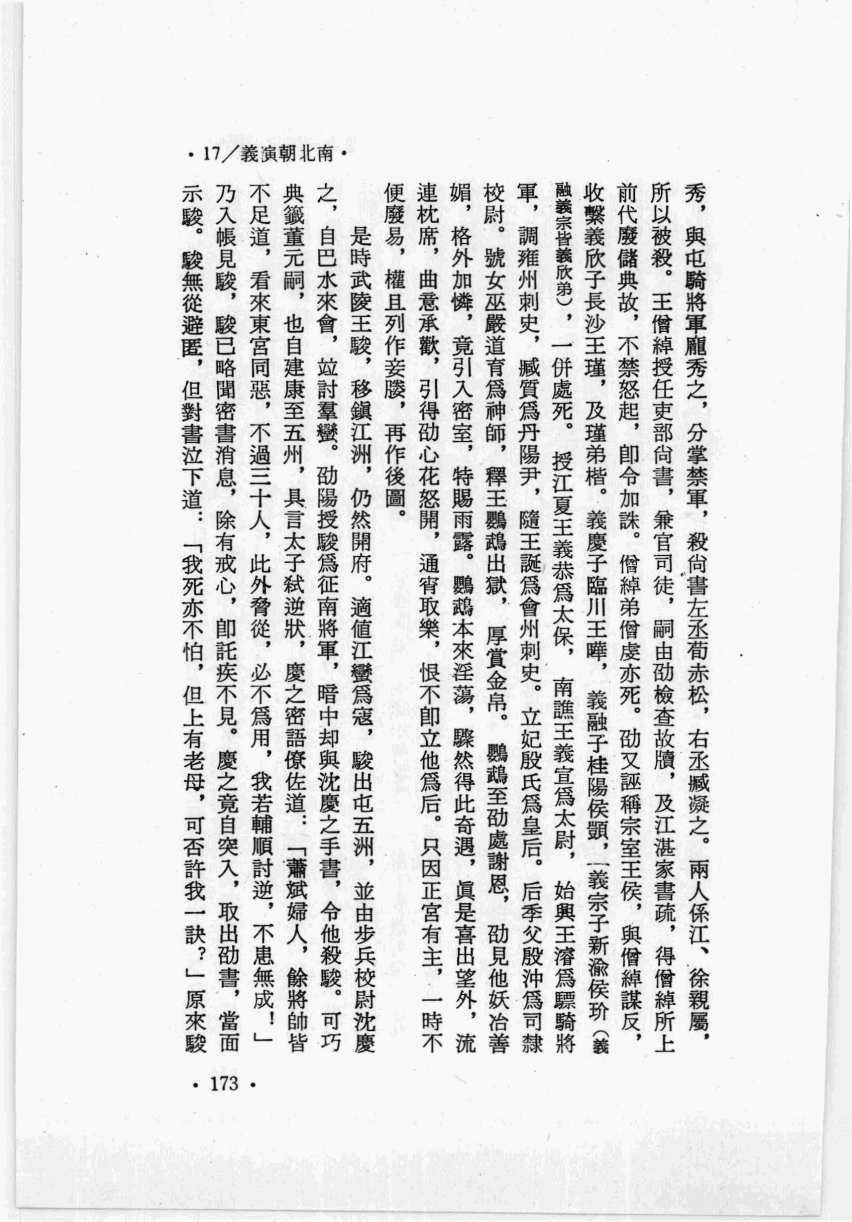 •17／義演朝北南•
秀，與屯騎將軍龐秀之，分掌禁軍，殺尙書左丞荀赤松，右丞臧凝之。兩人係江、徐親屬，
所以被殺。王僧綽授任吏部尙書，兼官司徒，嗣由劭檢查故牘，及江湛家書疏，得僧綽所上
前代廢儲典故，不禁怒起，卽令加誅。僧綽弟僧虔亦死。劭又誣稱宗室王侯，與僧綽謀反，
收繫義欣子長沙王瑾，及瑾弟楷。義慶子臨川王曄，義融子桂陽侯顗，義宗子新渝侯玠（義
融義宗皆義欣弟），一併處死。授江夏王義恭爲太保，南譙王義宣爲太尉，始興王濬爲驃騎將
軍，調雍州刺史，臧質爲丹陽尹，隨王誕爲會州刺史。立妃殷氏爲皇后。后季父殷沖爲司隸
校尉。號女巫嚴道育爲神師，釋王鸚鵡出獄，厚賞金帛。鸚鵡至劭處謝恩，劭見他妖冶善
媚，格外加憐，竟引入密室，特賜雨露。鸚鵡本來淫蕩，驟然得此奇遇，眞是喜出望外，流
連枕席，曲意承歡，引得劭心花怒開，通宵取樂，恨不卽立他爲后。只因正宮有主，一時不
便廢易，權且列作妾媵，再作後圖。
是時武陵王駿，移鎭江洲，仍然開府。適値江蠻爲寇，駿出屯五洲，並由步兵校尉沈慶
之，自巴水來會，竝討羣蠻。劭陽授駿爲征南將軍，暗中却與沈慶之手書，令他殺駿。可巧
典籤董元嗣，也自建康至五州，具言太子弒逆狀，慶之密語僚佐道：「蕭斌婦人，餘將帥皆
不足道，看來東宮同惡，不過三十人，此外脅從，必不爲用，我若輔順討逆，不患無成！」
乃入帳見駿，駿已略聞密書消息，除有戒心，卽託疾不見。慶之竟自突入，取出劭書，當面
示駿。駿無從避匿，但對書泣下道：「我死亦不怕，但上有老母，可否許我一訣？」原來駿
•173•